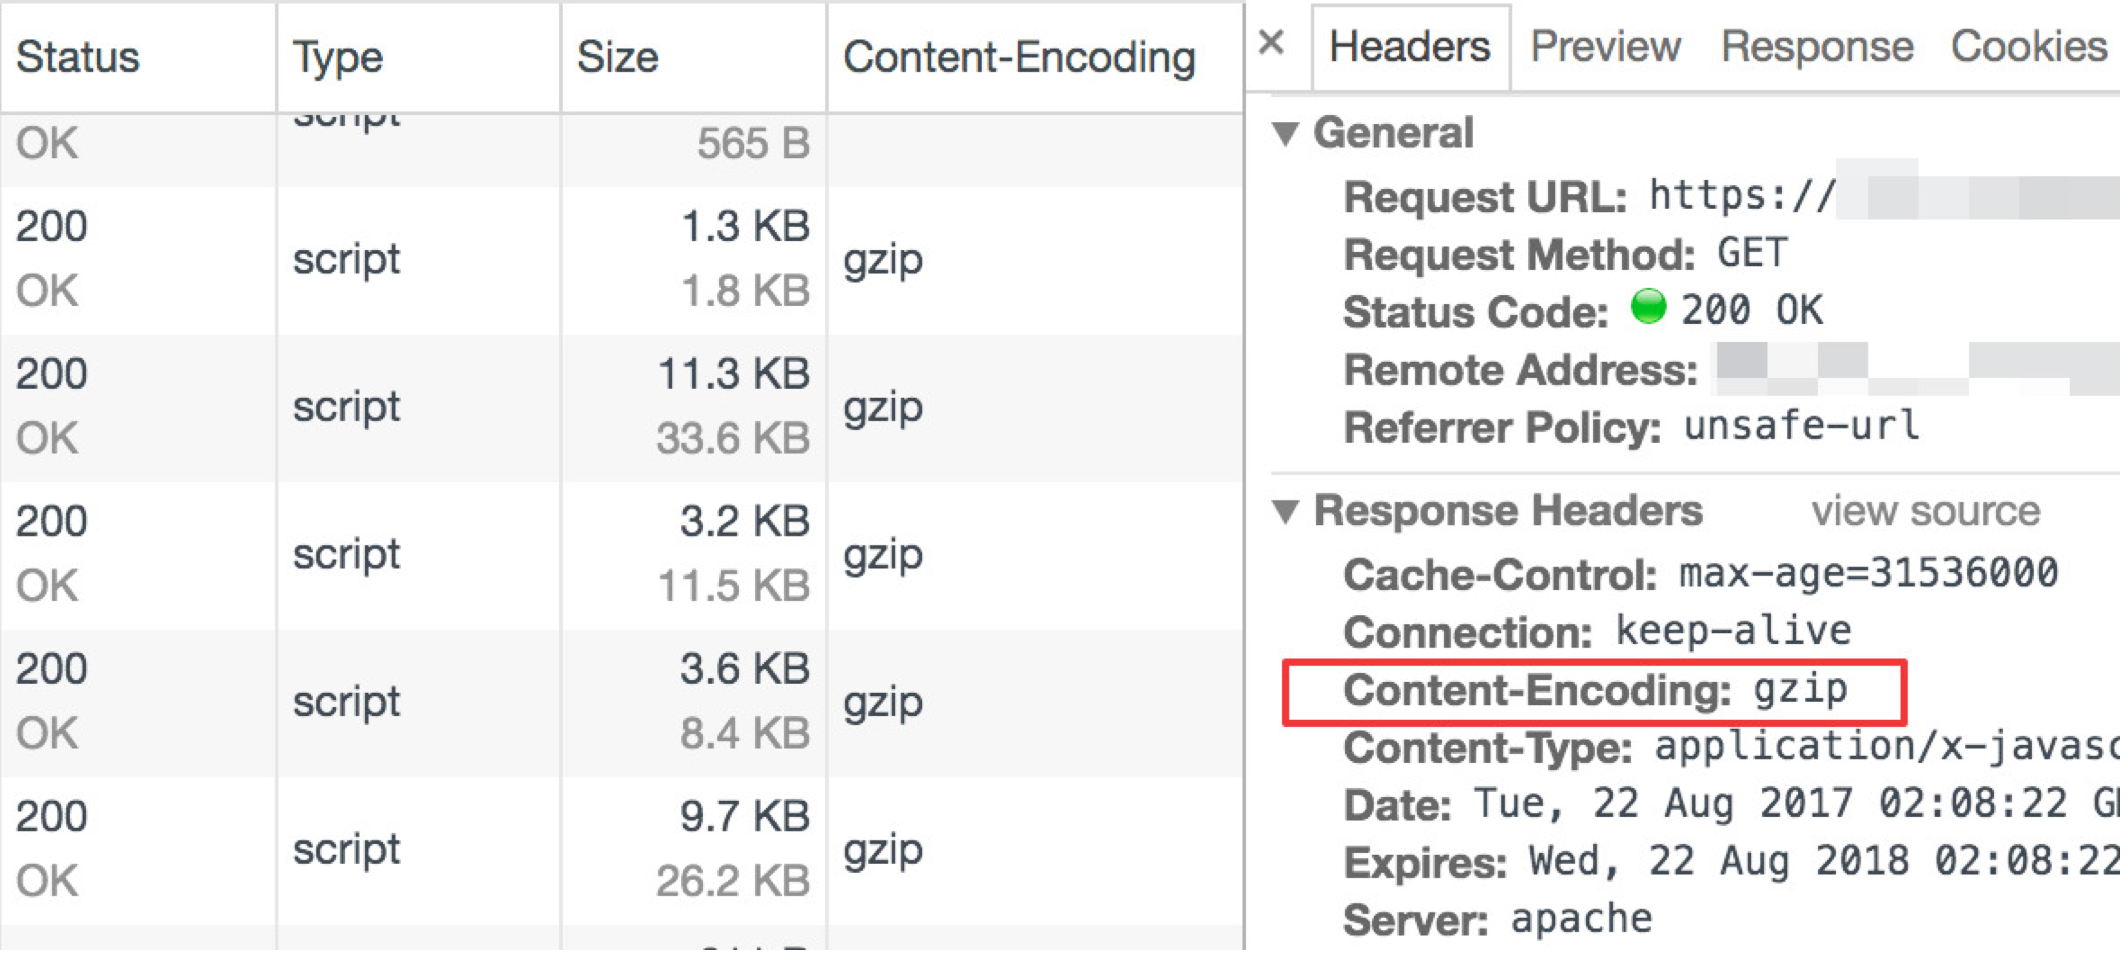 Status Type Size Content-Encoding
script
OK 565 B
200 1.3 KB
script gzip
OK 1.8 KB
200 11.3 KB
script gzip
OK 33.6 KB
200 3.2 KB
script gzip
OK 11.5 KB
200 3.6 KB
script gzip
OK 8.4 KB
200 9.7 KB
script gzip
OK 26.2 KB
× Headers Preview Response Cookies
▼ General
Request URL: https://
Request Method: GET
Status Code: 200 OK
Remote Address:
Referrer Policy: unsafe-url
▼ Response Headers view source
Cache-Control: max-age=31536000
Connection: keep-alive
Content-Encoding: gzip
Content-Type: application/x-javasc
Date: Tue, 22 Aug 2017 02:08:22 G
Expires: Wed, 22 Aug 2018 02:08:22
Server: apache